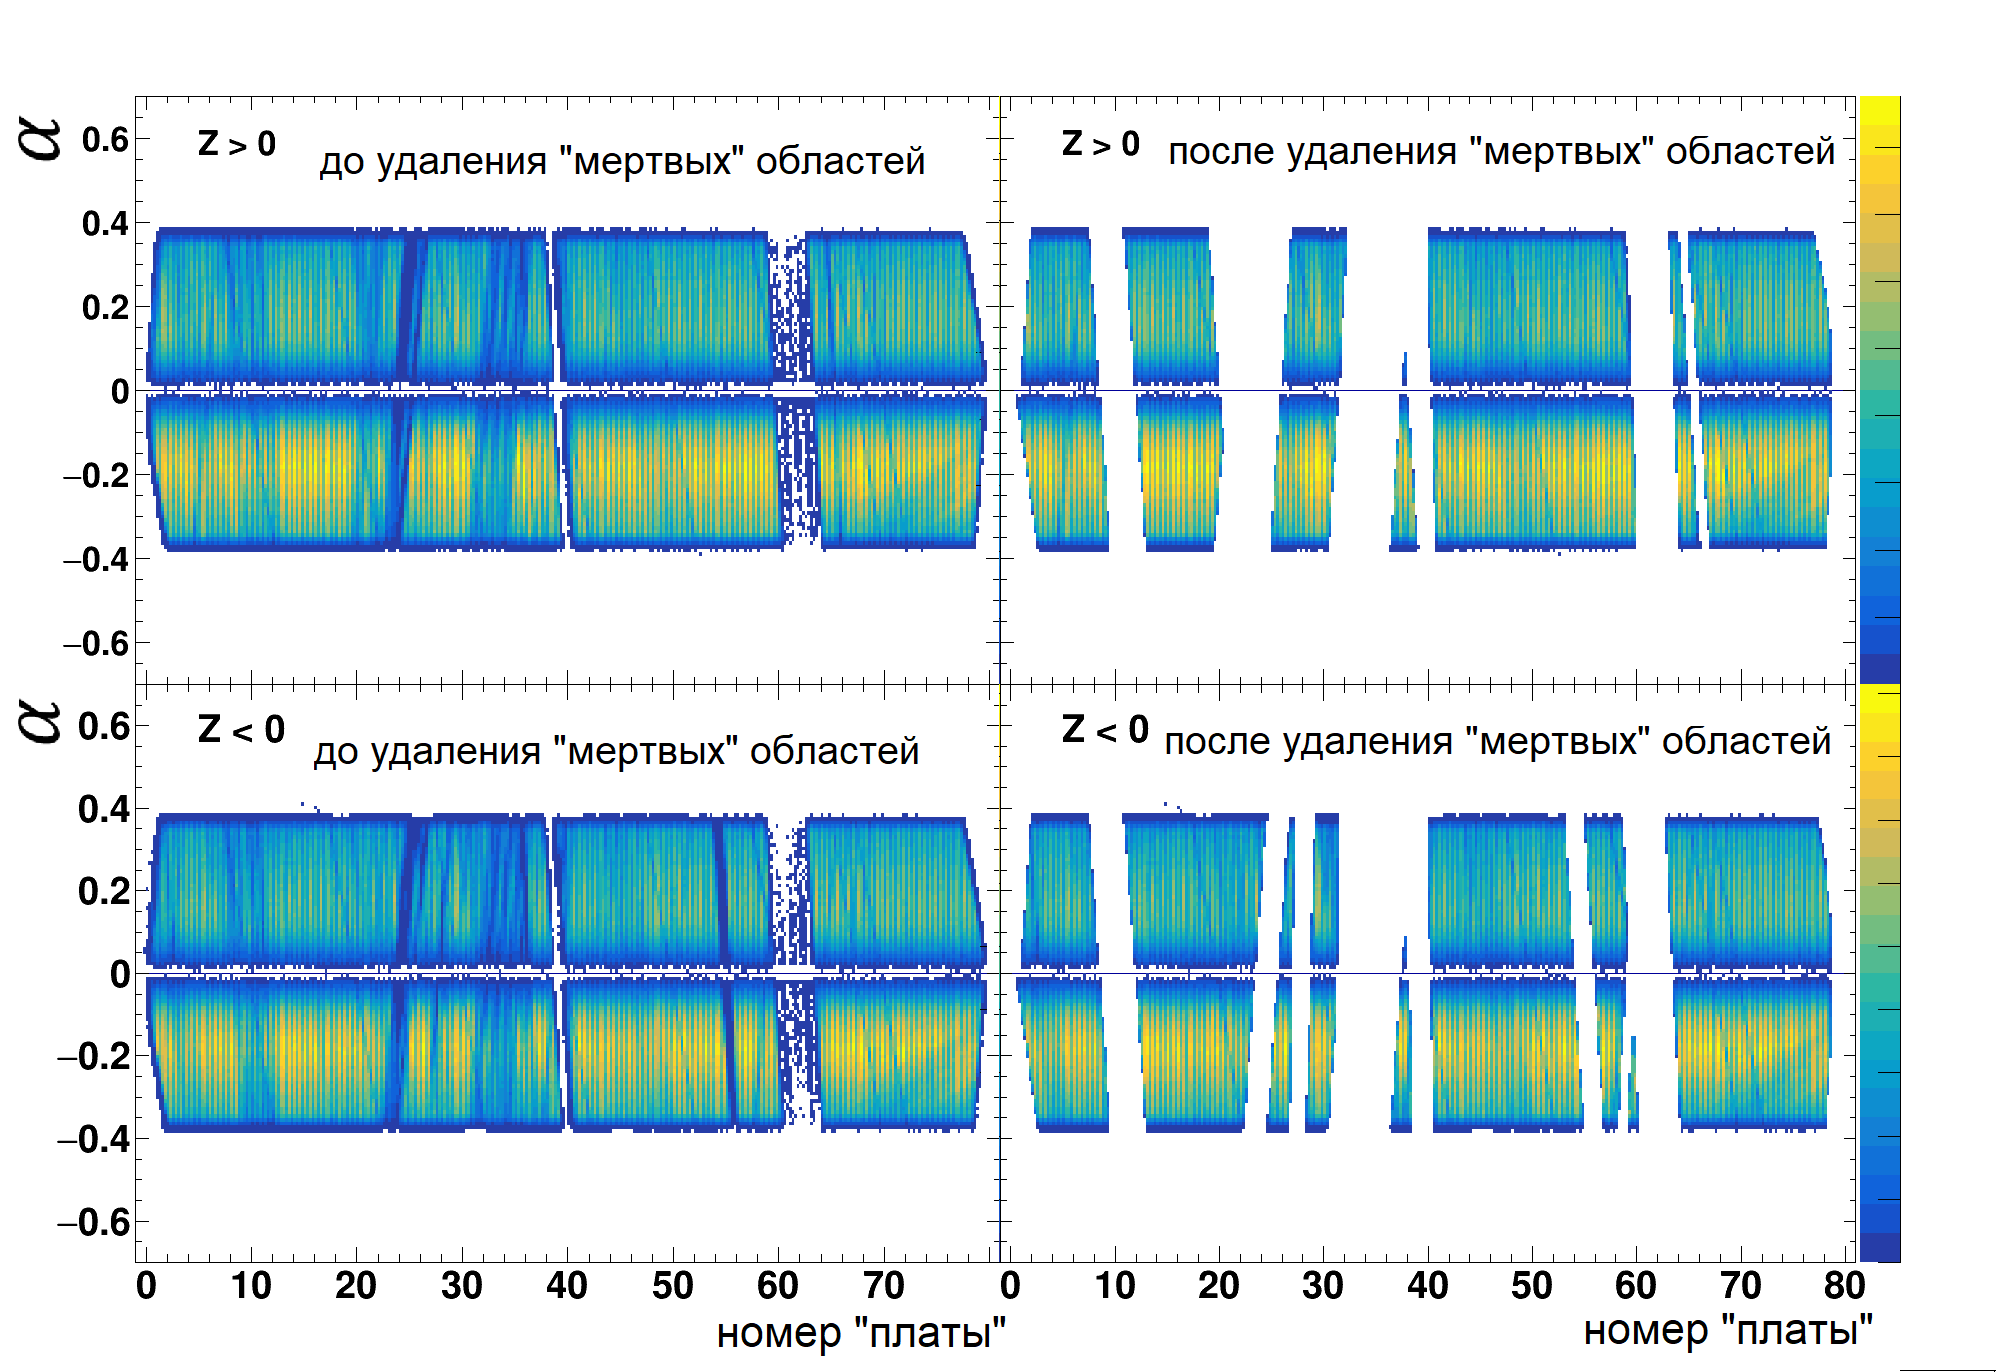 Z > 0
до удаления "мертвых" областей
Z > 0
после удаления "мертвых" областей
α
0.6
0.4
0.2
0
−0.2
−0.4
−0.6
Z < 0
до удаления "мертвых" областей
Z < 0
после удаления "мертвых" областей
α
0.6
0.4
0.2
0
−0.2
−0.4
−0.6
0 10 20 30 40 50 60 70
0 10 20 30 40 50 60 70 80
номер "платы"
номер "платы"